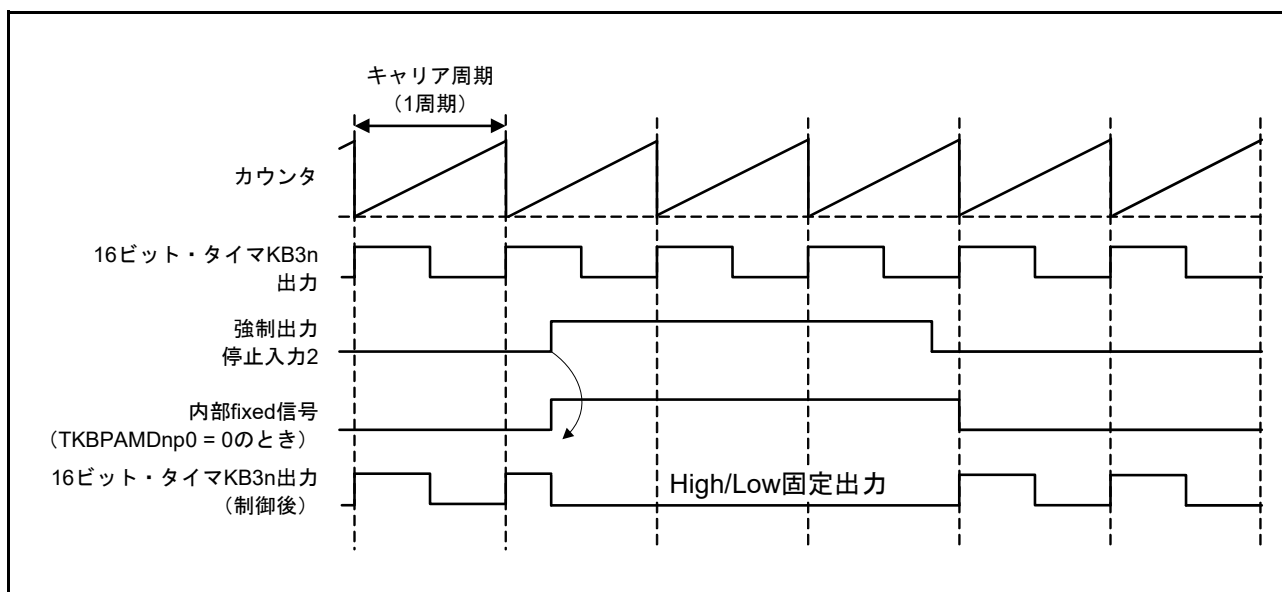 キャリア周期
（1周期）
カウンタ
16ビット・タイマKB3n
出力
強制出力
停止入力2
内部fixed信号
（TKBPAMDnp0 = 0のとき）
16ビット・タイマKB3n出力
（制御後）
High/Low固定出力